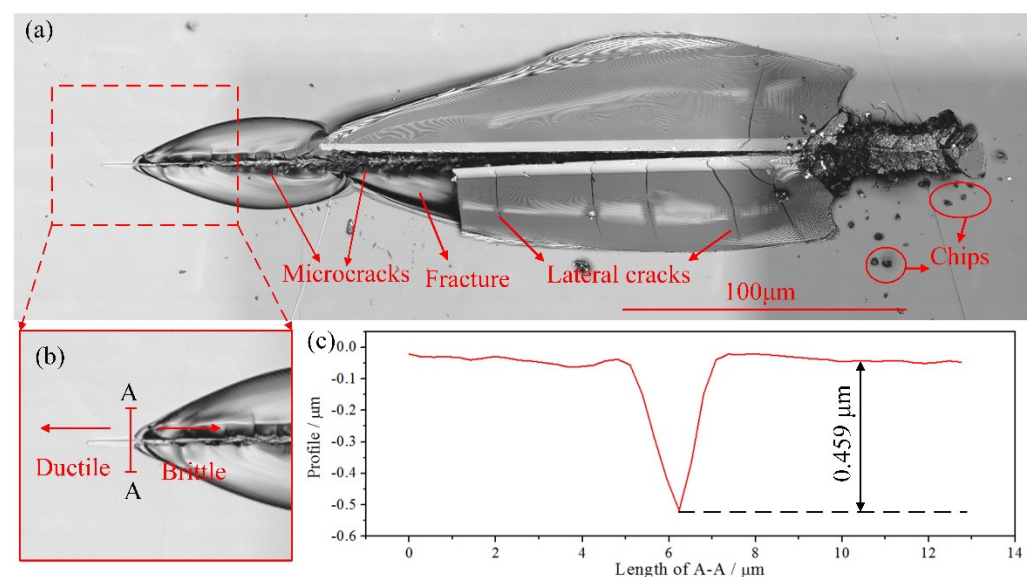 (a)
Microcracks
Fracture
Lateral cracks
Chips
100μm
(b)
A
Ductile
Brittle
A
(c)
0.0
-0.1
-0.2
-0.3
-0.4
-0.5
-0.6
Profile / μm
0.459 μm
0 2 4 6 8 10 12 14
Length of A-A / μm